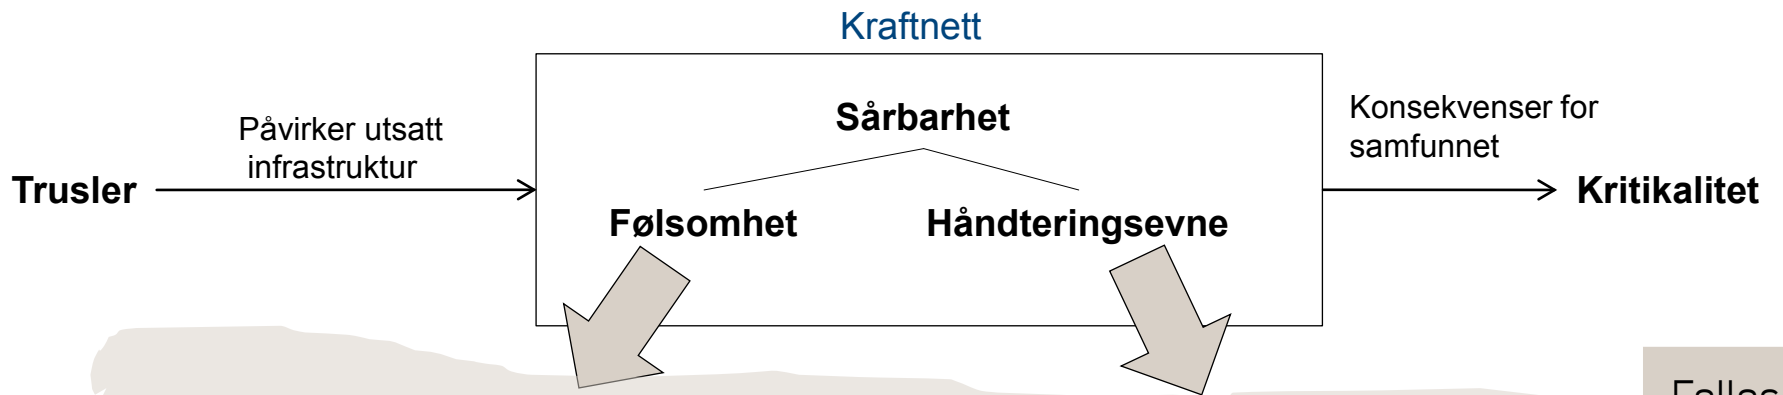 Kraftnett
Sårbarhet
Påvirker utsatt
infrastruktur
Konsekvenser for
samfunnet
Trusler
Kritikalitet
Følsomhet
Håndteringsevne